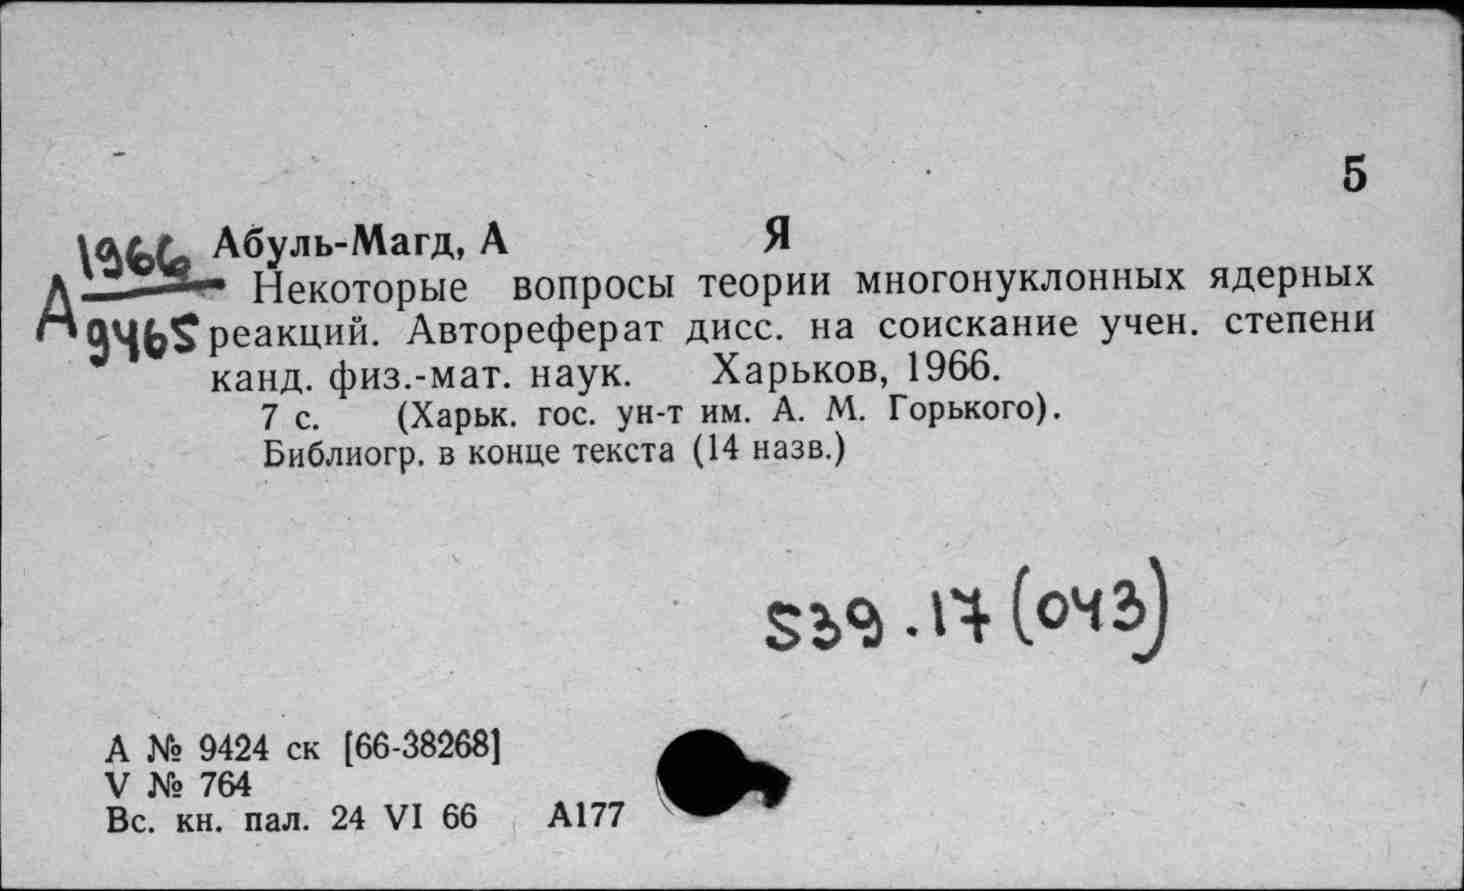 5
Абуль-Магд, А Я
1966
А 9465
Некоторые вопросы теории многонуклонных ядерных
реакций. Автореферат дисс. на соискание учен. степени
канд. физ.-мат. наук. Харьков, 1966.
7 с. (Харьк. гос. ун-т им. А. М. Горького).
Библиогр. в конце текста (14 назв.)
539.17 (043)
А № 9424 ск [66-38268]
V № 764
Вс. кн. пал. 24 VI 66 А177